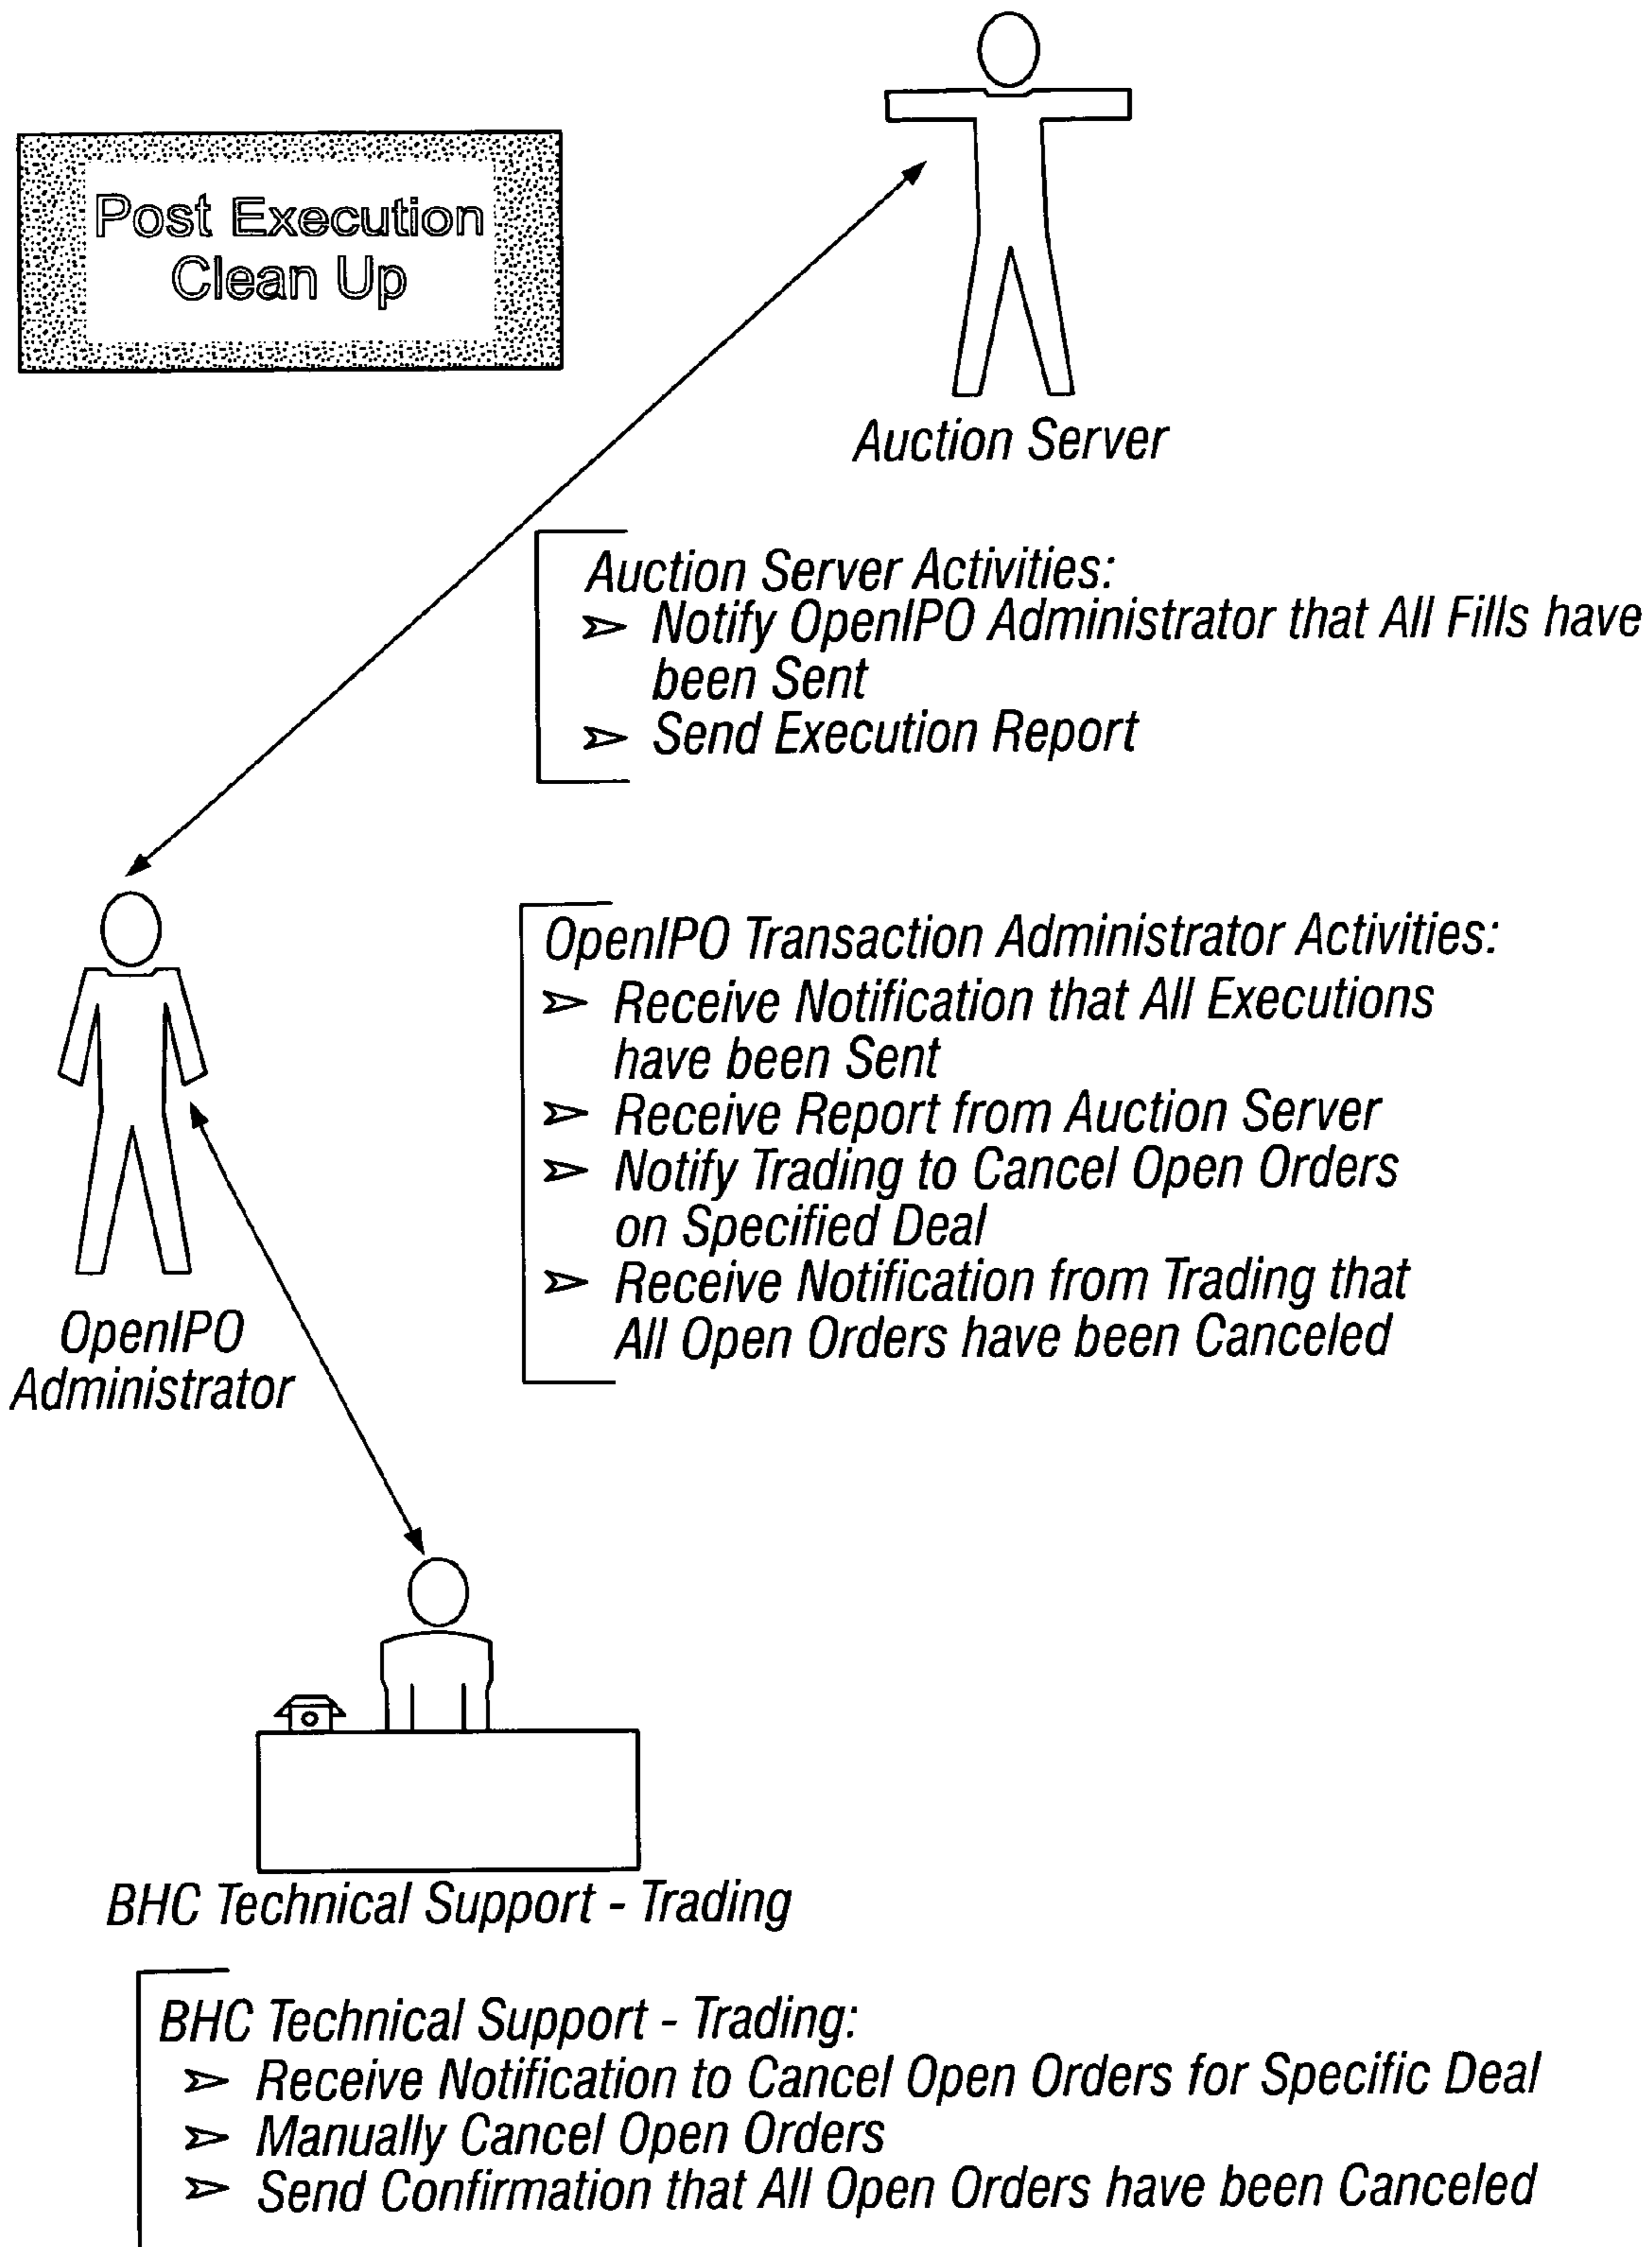 Post Execution
Clean Up
Auction Server
Auction Server Activities:
➢ Notify OpenIPO Administrator that All Fills have
been Sent
➢ Send Execution Report
OpenIPO Transaction Administrator Activities:
➢ Receive Notification that All Executions
have been Sent
➢ Receive Report from Auction Server
➢ Notify Trading to Cancel Open Orders
on Specified Deal
➢ Receive Notification from Trading that
All Open Orders have been Canceled
OpenIPO
Administrator
BHC Technical Support - Trading
BHC Technical Support - Trading:
➢ Receive Notification to Cancel Open Orders for Specific Deal
➢ Manually Cancel Open Orders
➢ Send Confirmation that All Open Orders have been Canceled